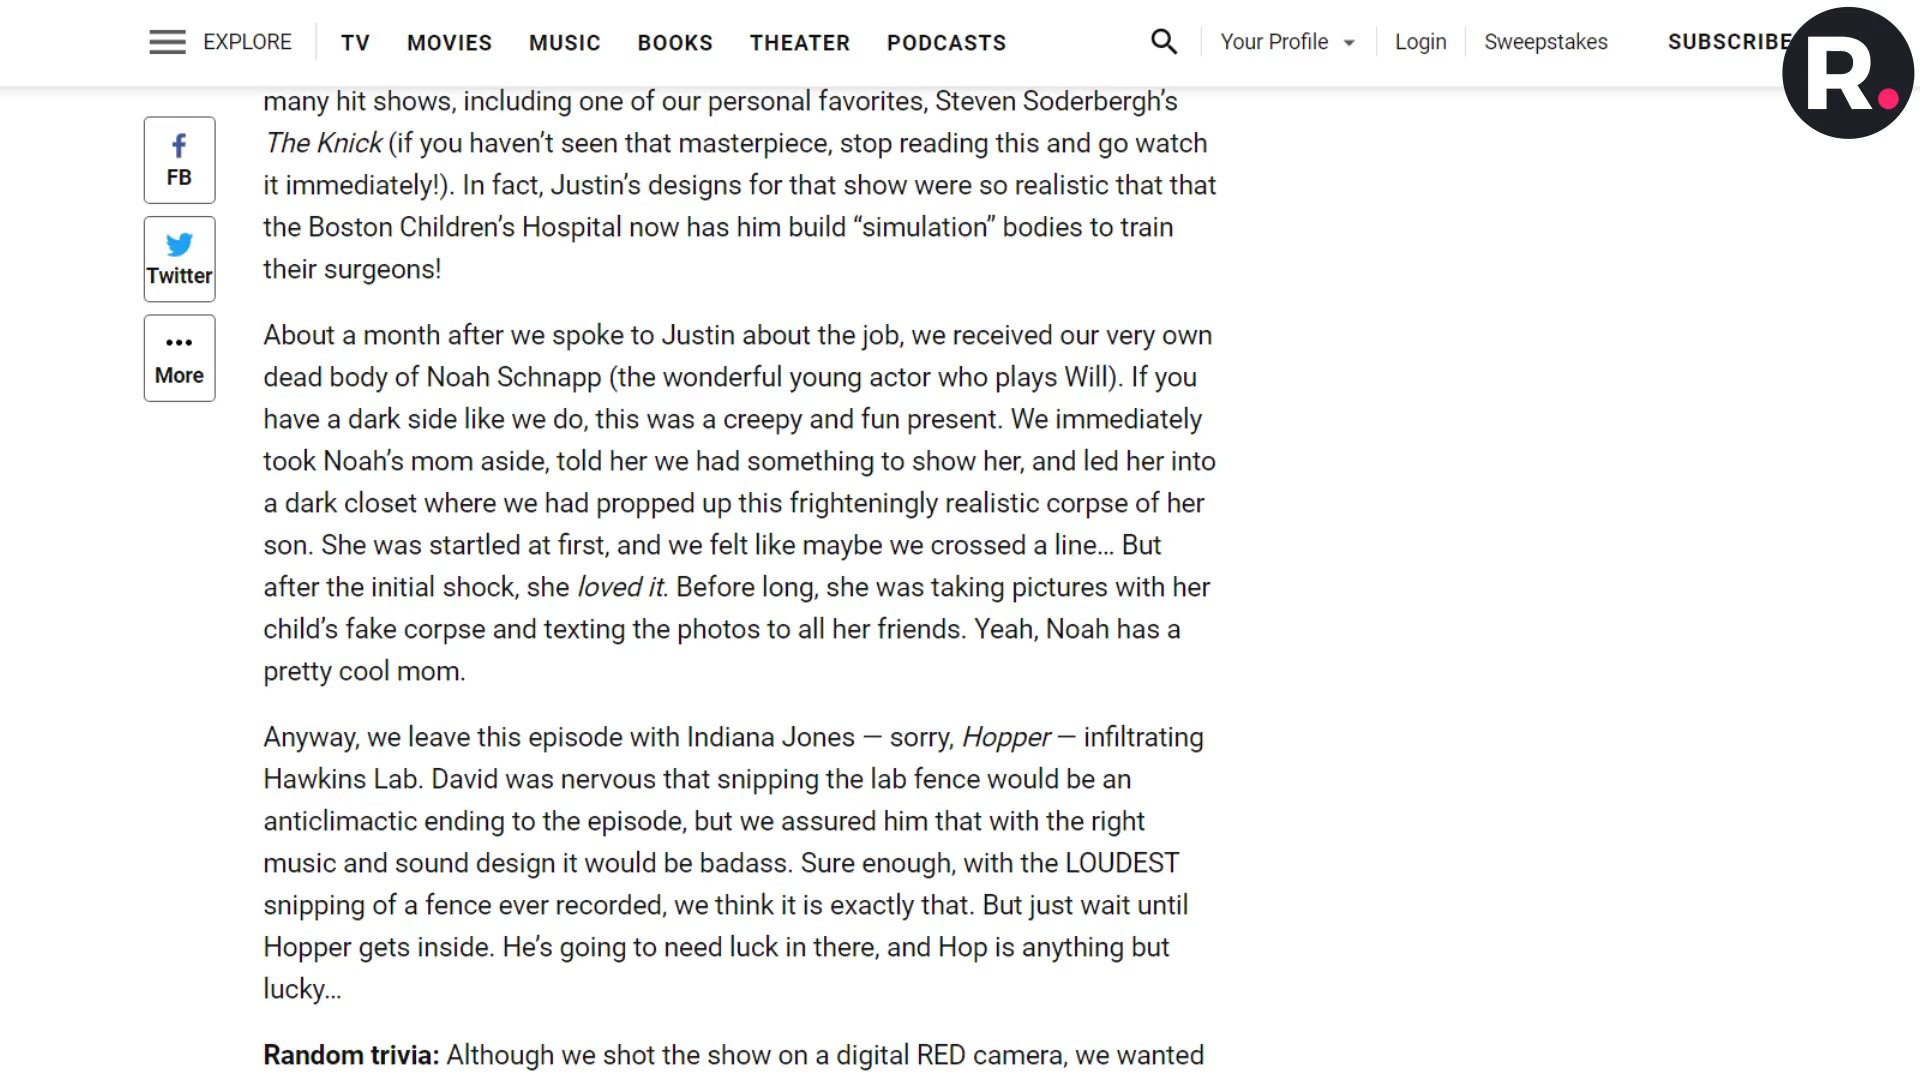 EXPLORE TV MOVIES MUSIC BOOKS THEATER PODCASTS Your Profile Login Sweepstakes SUBSCRIBE
R.
many hit shows, including one of our personal favorites, Steven Soderbergh’s
The Knick (if you haven’t seen that masterpiece, stop reading this and go watch
it immediately!). In fact, Justin’s designs for that show were so realistic that that
the Boston Children’s Hospital now has him build “simulation” bodies to train
their surgeons!
FB
Twitter
More
About a month after we spoke to Justin about the job, we received our very own
dead body of Noah Schnapp (the wonderful young actor who plays Will). If you
have a dark side like we do, this was a creepy and fun present. We immediately
took Noah’s mom aside, told her we had something to show her, and led her into
a dark closet where we had propped up this frighteningly realistic corpse of her
son. She was startled at first, and we felt like maybe we crossed a line… But
after the initial shock, she loved it. Before long, she was taking pictures with her
child’s fake corpse and texting the photos to all her friends. Yeah, Noah has a
pretty cool mom.
Anyway, we leave this episode with Indiana Jones — sorry, Hopper — infiltrating
Hawkins Lab. David was nervous that snipping the lab fence would be an
anticlimactic ending to the episode, but we assured him that with the right
music and sound design it would be badass. Sure enough, with the LOUDEST
snipping of a fence ever recorded, we think it is exactly that. But just wait until
Hopper gets inside. He’s going to need luck in there, and Hop is anything but
lucky…
Random trivia: Although we shot the show on a digital RED camera, we wanted